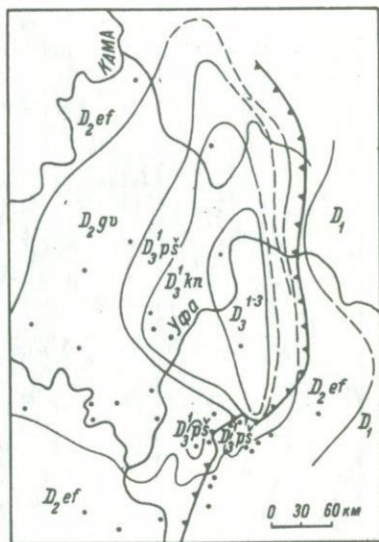 КАМА
D₂ef
D₂gv
D₃¹pš
D₃¹kn
Уфа
D₃¹⁻³
D₁
D₂ef
D₁
D₃¹pš
D₃¹pš
D₂ef
0 30 60 км